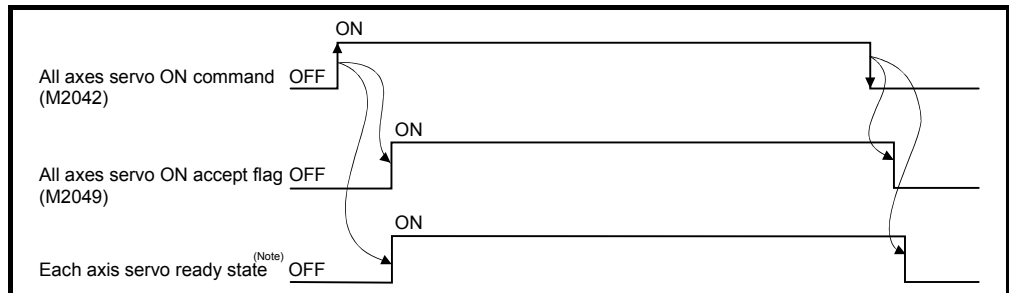 ON
All axes servo ON command OFF
(M2042)
ON
All axes servo ON accept flag OFF
(M2049)
ON
Each axis servo ready state (Note) OFF